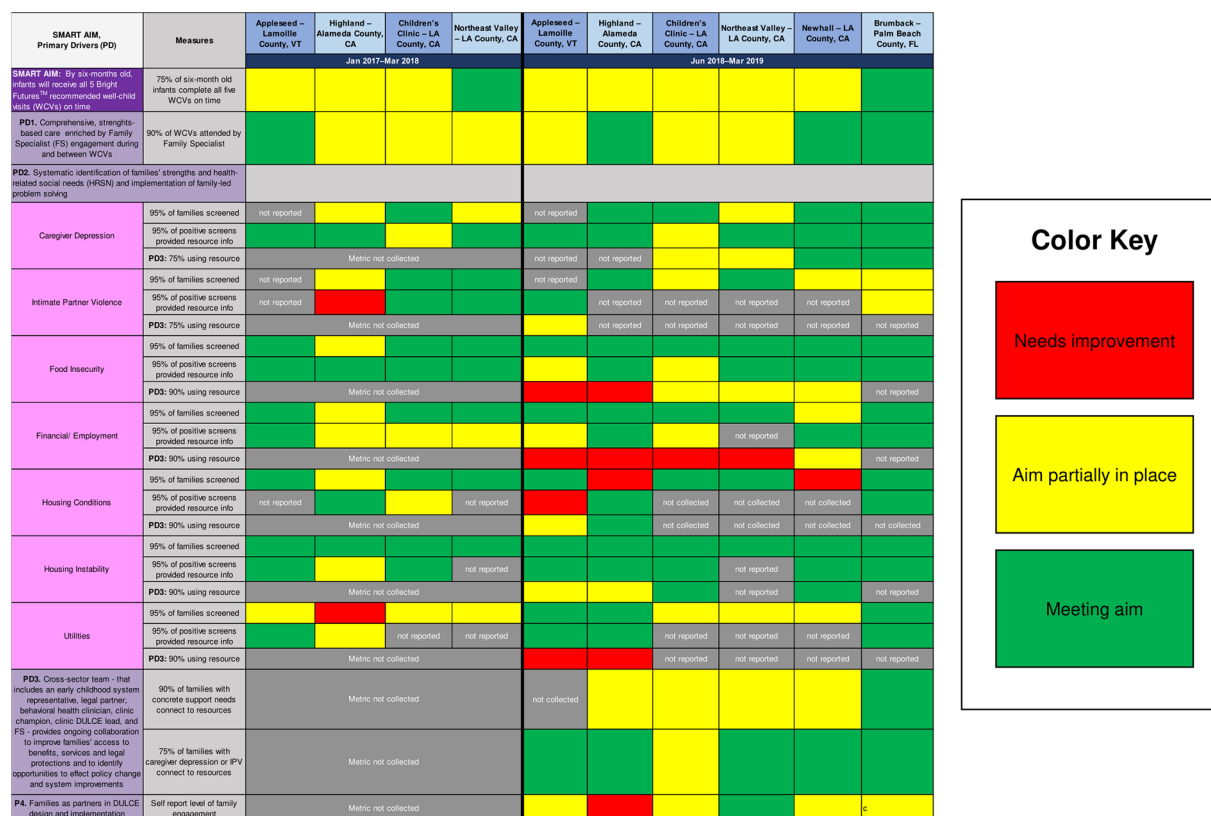 SMART AIM,
Primary Drivers (PD)
Measures
Appleseed –
Lamoille
County, VT
Highland –
Alameda County,
CA
Children's
Clinic – LA
County, CA
Northeast Valley
– LA County, CA
Appleseed –
Lamoille
County, VT
Highland –
Alameda
County, CA
Children's
Clinic – LA
County, CA
Northeast Valley –
LA County, CA
Newhall – LA
County, CA
Brumback –
Palm Beach
County, FL
Jan 2017–Mar 2018
Jun 2018–Mar 2019
SMART AIM: By six-months old,
infants will receive all 5 Bright
Futures™ recommended well-child
visits (WCVs) on time
75% of six-month old
infants complete all five
WCVs on time
PD1. Comprehensive, strenghts-
based care enriched by Family
Specialist (FS) engagement during
and between WCVs
90% of WCVs attended by
Family Specialist
PD2. Systematic identification of families' strengths and health-
related social needs (HRSN) and implementation of family-led
problem solving
Caregiver Depression
95% of families screened
not reported
not reported
95% of positive screens
provided resource info
PD3: 75% using resource
Metric not collected
not reported
not reported
Intimate Partner Violence
95% of families screened
not reported
not reported
95% of positive screens
provided resource info
not reported
not reported
not reported
not reported
not reported
PD3: 75% using resource
Metric not collected
not reported
not reported
not reported
not reported
not reported
Food Insecurity
95% of families screened
95% of positive screens
provided resource info
PD3: 90% using resource
Metric not collected
not reported
Financial/ Employment
95% of families screened
95% of positive screens
provided resource info
not reported
PD3: 90% using resource
Metric not collected
not reported
Housing Conditions
95% of families screened
95% of positive screens
provided resource info
not reported
not reported
not collected
not collected
not collected
PD3: 90% using resource
Metric not collected
not collected
not collected
not collected
not collected
Housing Instability
95% of families screened
95% of positive screens
provided resource info
not reported
not reported
PD3: 90% using resource
Metric not collected
not reported
not reported
Utilities
95% of families screened
95% of positive screens
provided resource info
not reported
not reported
not reported
not reported
not reported
PD3: 90% using resource
Metric not collected
not reported
not reported
not reported
not reported
PD3. Cross-sector team - that
includes an early childhood system
representative, legal partner,
behavioral health clinician, clinic
champion, clinic DULCE lead, and
FS - provides ongoing collaboration
to improve families' access to
benefits, services and legal
protections and to identify
opportunities to effect policy change
and system improvements
90% of families with
concrete support needs
connect to resources
Metric not collected
not collected
75% of families with
caregiver depression or IPV
connect to resources
Metric not collected
P4. Families as partners in DULCE
design and implementation
Self report level of family
engagement
Metric not collected
c
Color Key
Needs improvement
Aim partially in place
Meeting aim